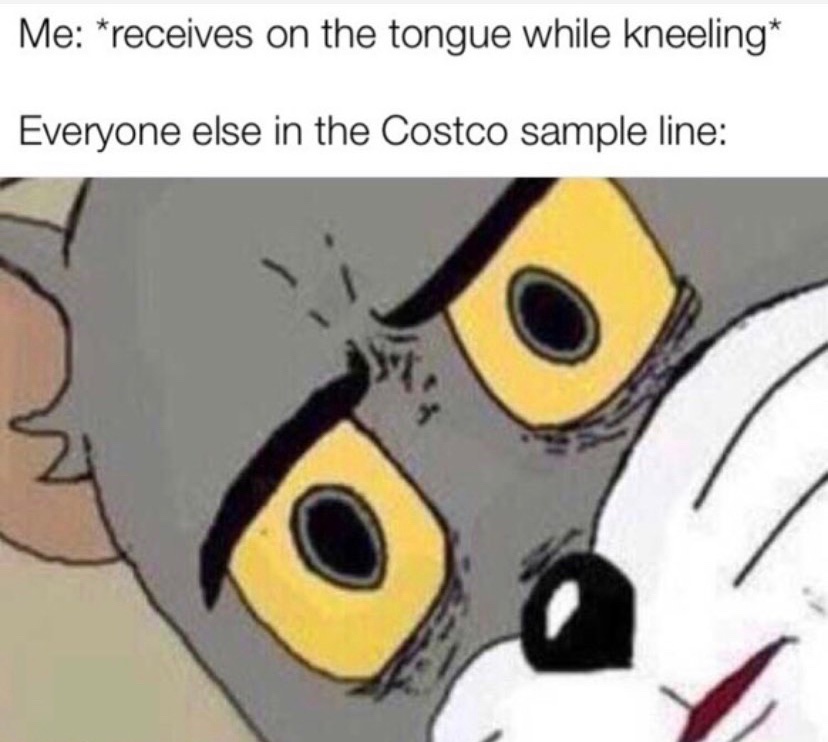 Me: *receives on the tongue while kneeling*
Everyone else in the Costco sample line: